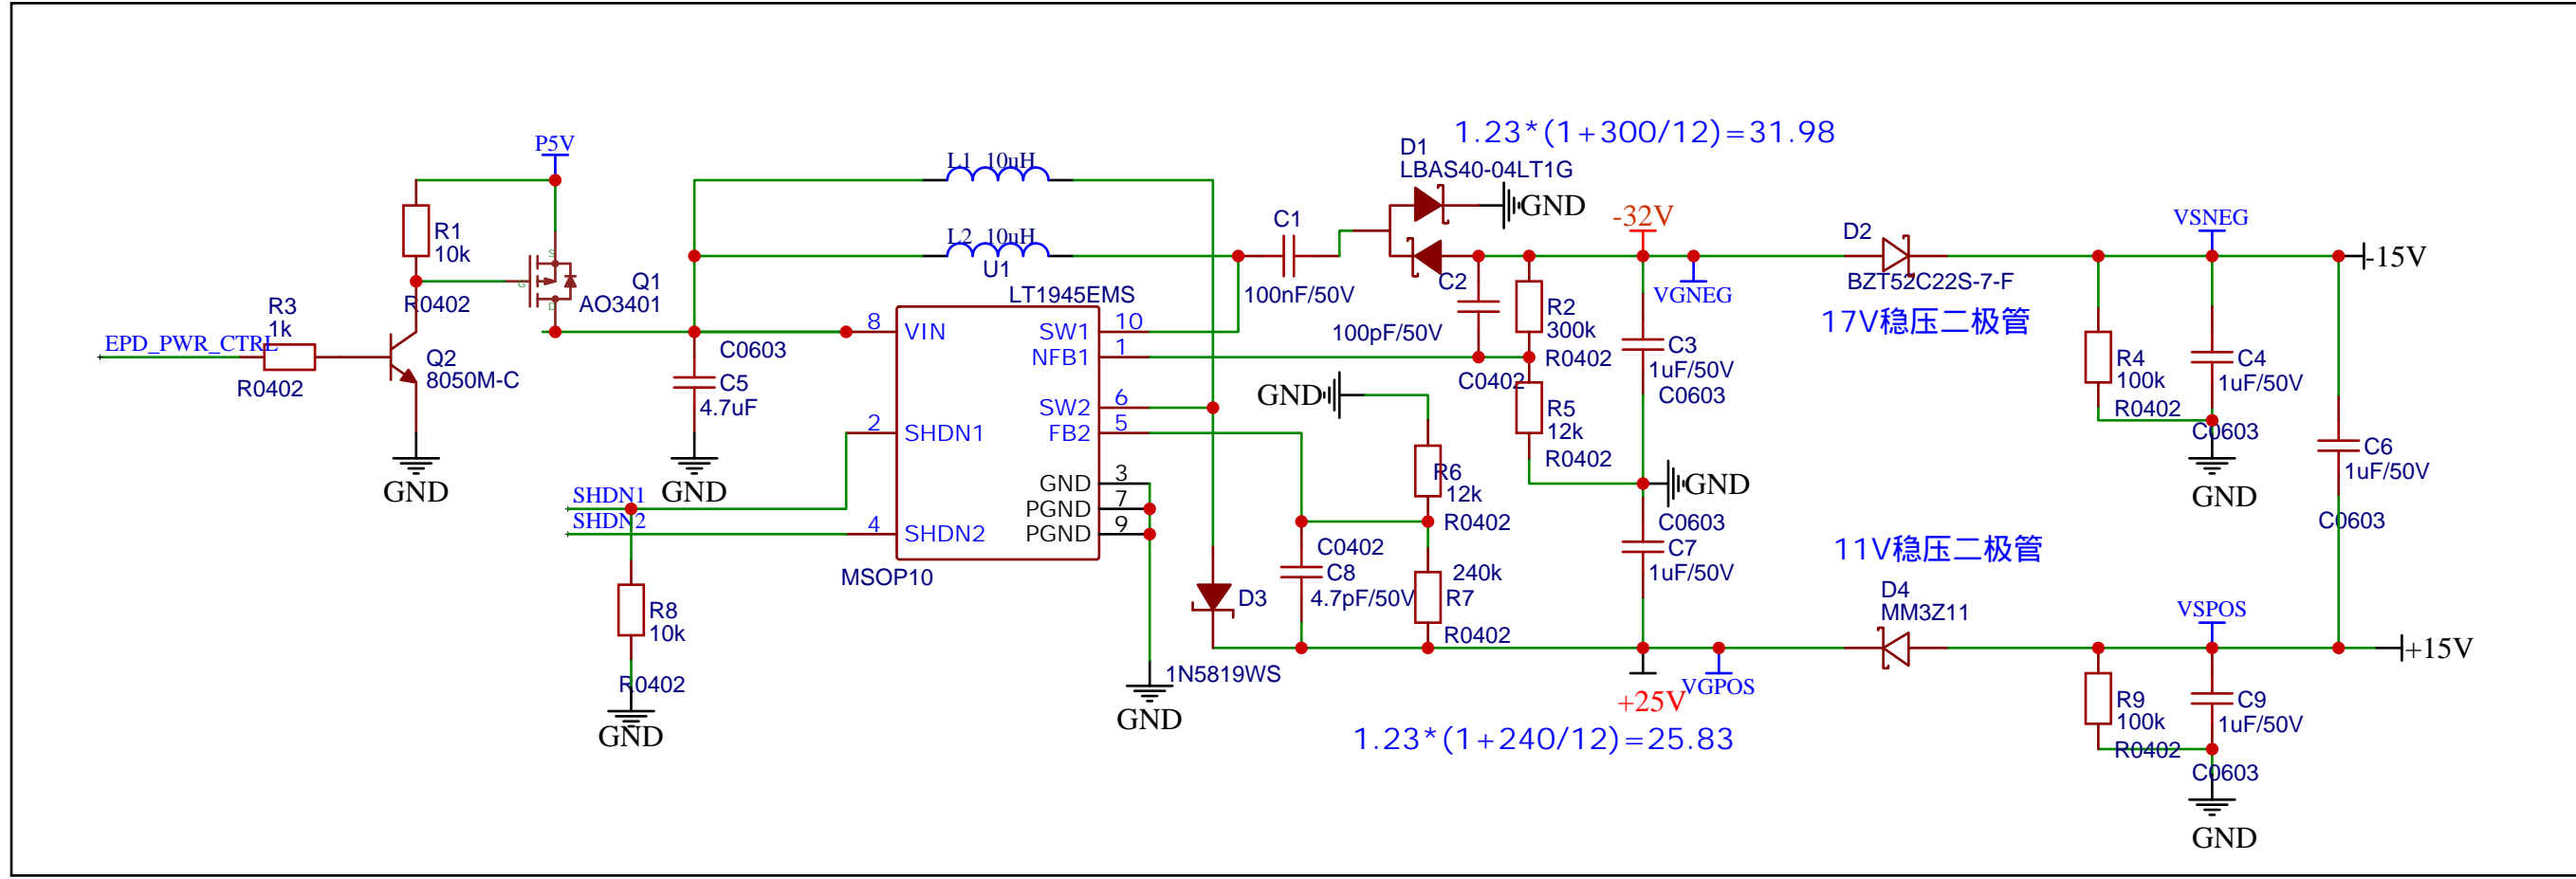 1.23*(1+300/12)=31.98
P5V
R1
10k
R0402
R3
1k
R0402
EPD_PWR_CTRL
Q2
8050M-C
GND
S
G
D
Q1
AO3401
L1 10uH
L2 10uH
C0603
C5
4.7uF
GND
U1
LT1945EMS
8
VIN
2
SHDN1
4
SHDN2
SW1
10
NFB1
1
SW2
6
FB2
5
GND
3
PGND
7
PGND
9
MSOP10
SHDN1
SHDN2
R8
10k
R0402
GND
GND
C1
100nF/50V
D1
LBAS40-04LT1G
GND
C2
100pF/50V
C0402
R2
300k
R0402
R5
12k
R0402
-32V
VGNEG
C3
1uF/50V
C0603
GND
GND
R6
12k
R0402
C0402
C8
4.7pF/50V
240k
R7
R0402
D3
1N5819WS
C0603
C7
1uF/50V
+25V
VGPOS
1.23*(1+240/12)=25.83
D2
BZT52C22S-7-F
17V稳压二极管
VSNEG
-15V
R4
100k
R0402
C4
1uF/50V
C0603
GND
C6
1uF/50V
C0603
11V稳压二极管
D4
MM3Z11
VSPOS
+15V
R9
100k
R0402
C9
1uF/50V
C0603
GND